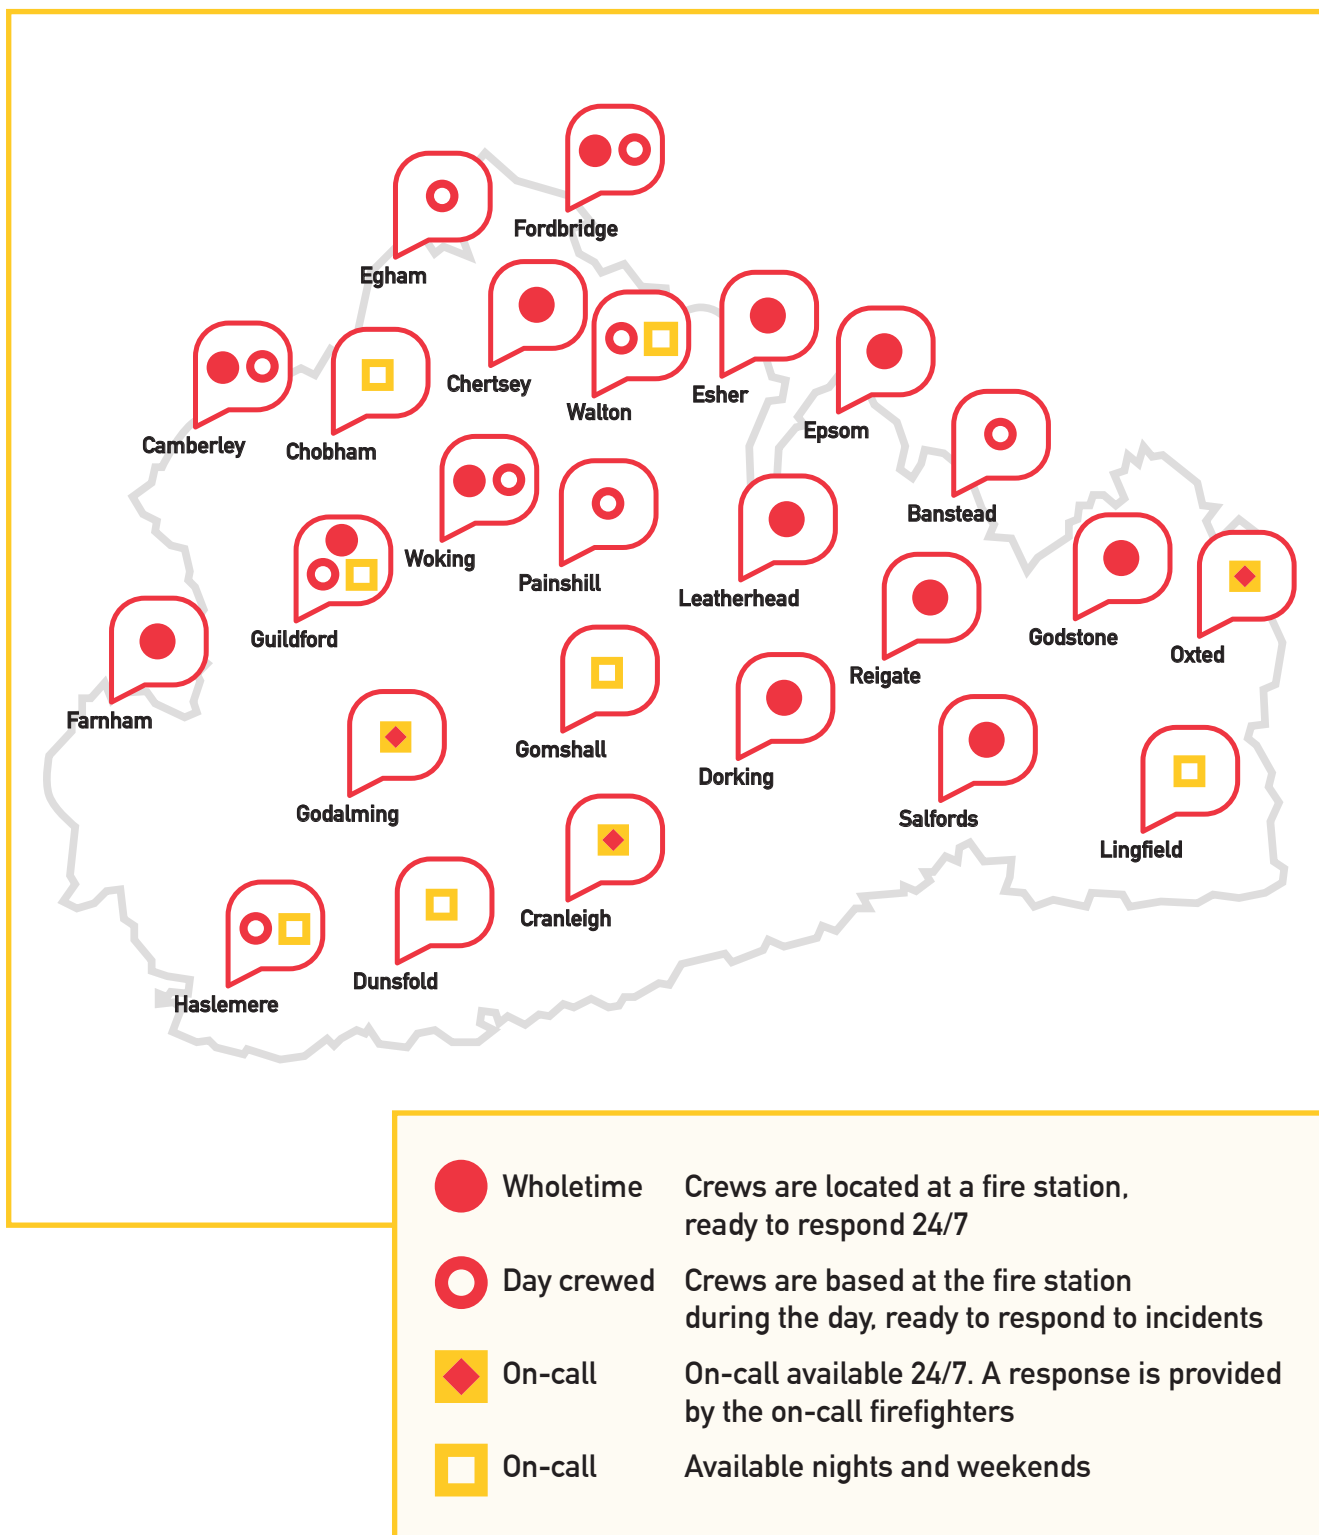 Fordbridge
Egham
Chertsey
Walton
Esher
Epsom
Camberley
Chobham
Banstead
Woking
Painshill
Leatherhead
Guildford
Godstone
Oxted
Reigate
Farnham
Gomshall
Dorking
Godalming
Salfords
Lingfield
Cranleigh
Dunsfold
Haslemere
Wholetime Crews are located at a fire station,
ready to respond 24/7
Day crewed Crews are based at the fire station
during the day, ready to respond to incidents
On-call On-call available 24/7. A response is provided
by the on-call firefighters
On-call Available nights and weekends